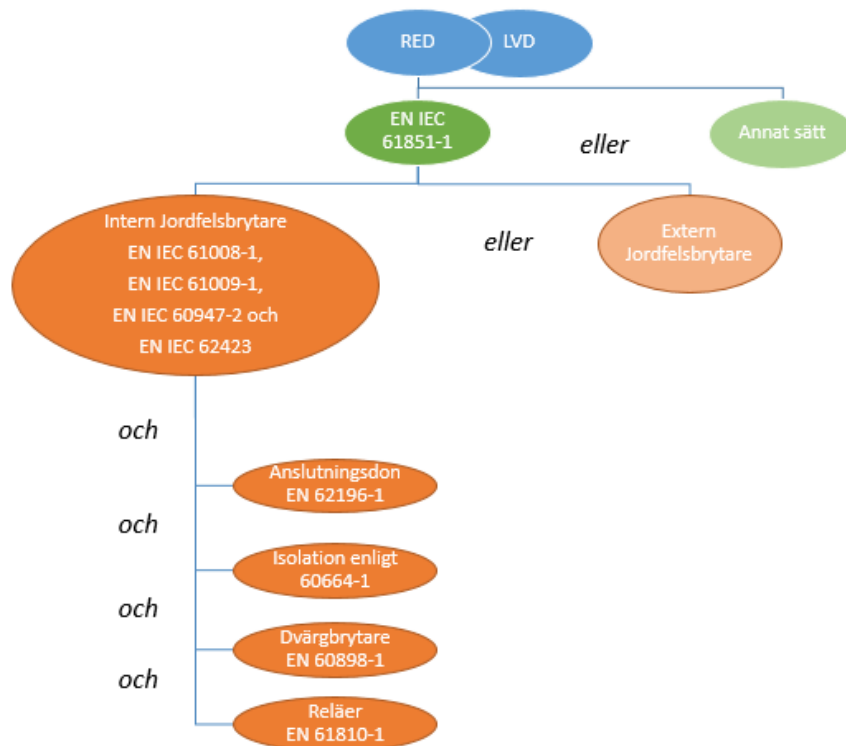 RED
LVD
EN IEC
61851-1
eller
Annat sätt
Intern Jordfelsbrytare
EN IEC 61008-1,
EN IEC 61009-1,
EN IEC 60947-2 och
EN IEC 62423
eller
Extern
Jordfelsbrytare
och
Anslutningsdon
EN 62196-1
och
Isolation enligt
60664-1
och
Dvärgbrytare
EN 60898-1
och
Reläer
EN 61810-1